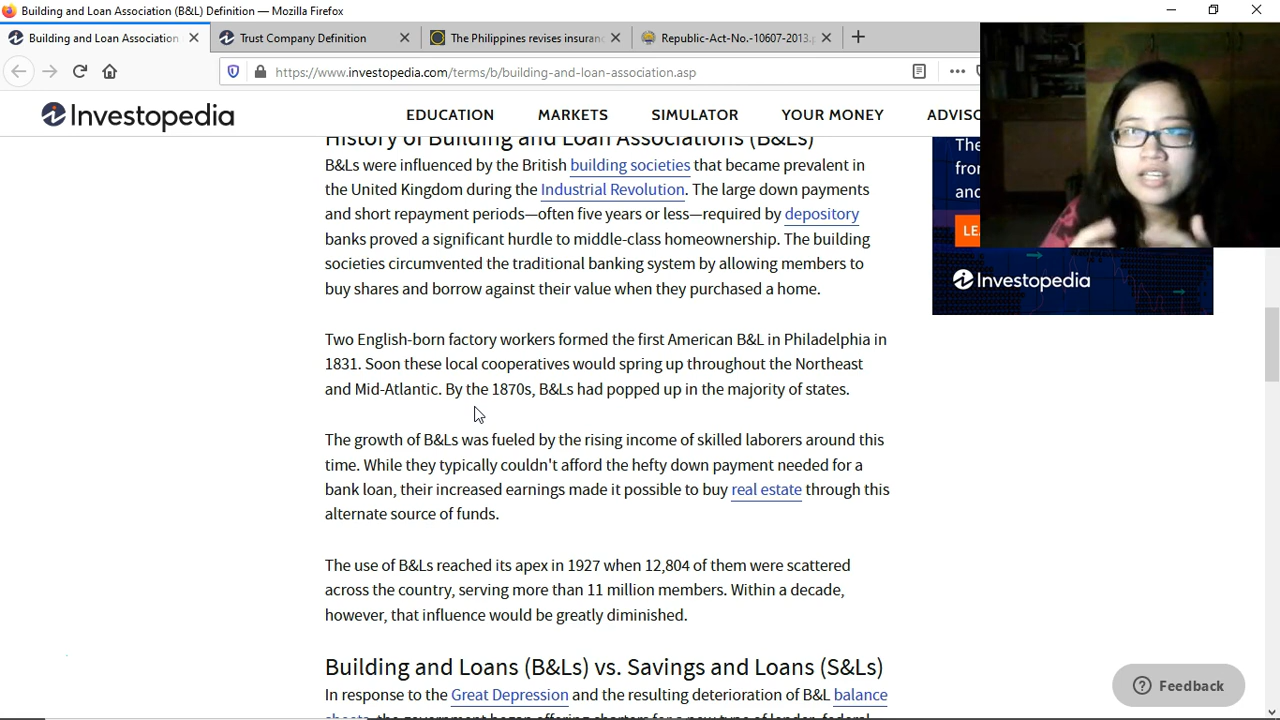 Building and Loan Association (B&L) Definition — Mozilla Firefox
Building and Loan Association
Trust Company Definition
The Philippines revises insuran
Republic-Act-No.-10607-2013.p
https://www.investopedia.com/terms/b/building-and-loan-association.asp
Investopedia
EDUCATION
MARKETS
SIMULATOR
YOUR MONEY
ADVISO
History of Building and Loan Associations (B&Ls)
B&Ls were influenced by the British building societies that became prevalent in
the United Kingdom during the Industrial Revolution. The large down payments
and short repayment periods—often five years or less—required by depository
banks proved a significant hurdle to middle-class homeownership. The building
societies circumvented the traditional banking system by allowing members to
buy shares and borrow against their value when they purchased a home.
Two English-born factory workers formed the first American B&L in Philadelphia in
1831. Soon these local cooperatives would spring up throughout the Northeast
and Mid-Atlantic. By the 1870s, B&Ls had popped up in the majority of states.
The growth of B&Ls was fueled by the rising income of skilled laborers around this
time. While they typically couldn't afford the hefty down payment needed for a
bank loan, their increased earnings made it possible to buy real estate through this
alternate source of funds.
The use of B&Ls reached its apex in 1927 when 12,804 of them were scattered
across the country, serving more than 11 million members. Within a decade,
however, that influence would be greatly diminished.
Building and Loans (B&Ls) vs. Savings and Loans (S&Ls)
In response to the Great Depression and the resulting deterioration of B&L balance
sheets, the government began offering charters for a new type of lender, federal
The
from
and
LE
Investopedia
Feedback